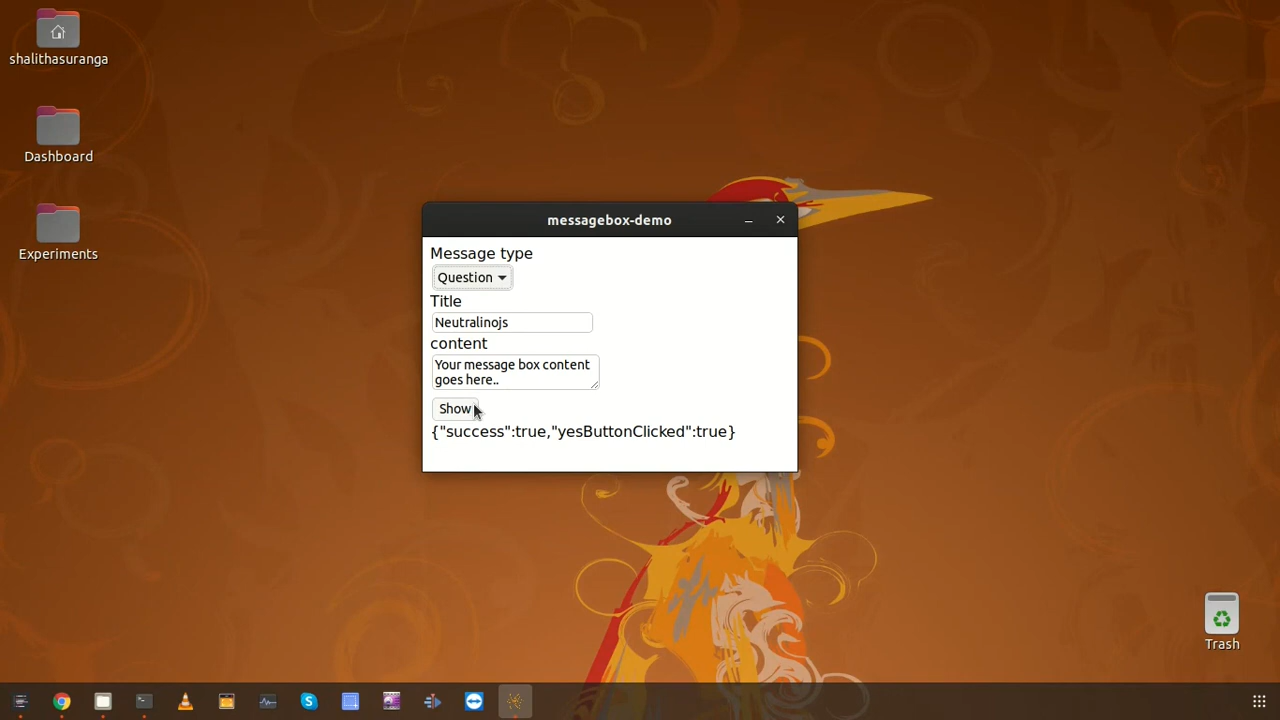 shalithasuranga
Dashboard
Experiments
messagebox-demo
Message type
Question
Title
Neutralinojs
content
Your message box content
goes here..
Show
{"success":true,"yesButtonClicked":true}
Trash